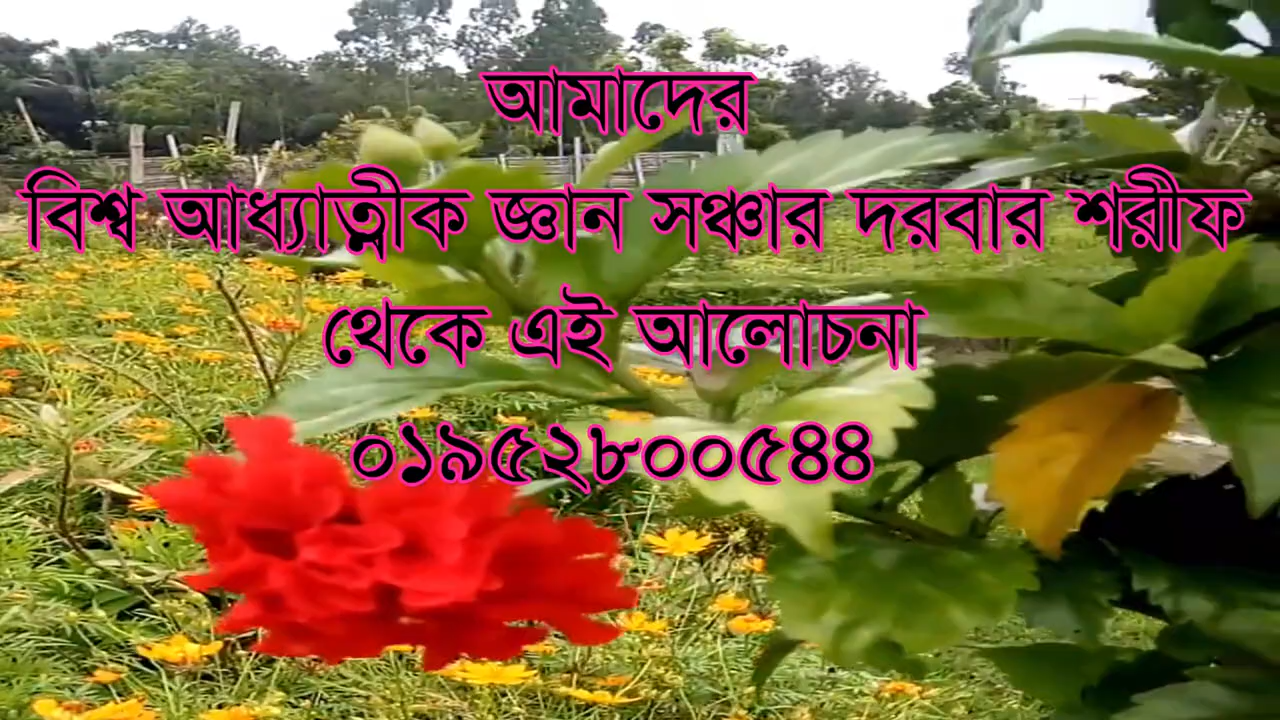 আমাদের
বিশ্ব আধ্যাত্নীক জ্ঞান সঞ্চার দরবার শরীফ
থেকে এই আলোচনা
০১৯৫২৮০০৫৪৪